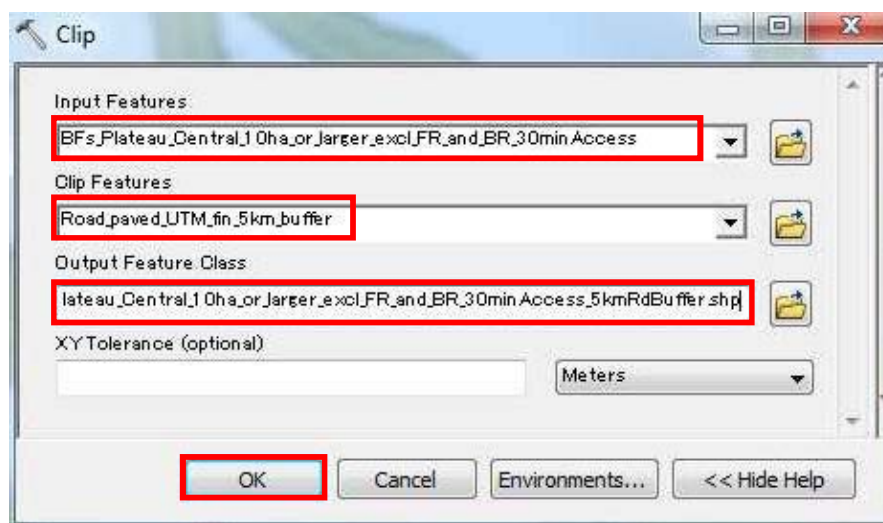 Clip
Input Features
BFs_Plateau_Central_10ha_or_larger_excl_FR_and_BR_30minAccess
Clip Features
Road_paved_UTM_fin_5km_buffer
Output Feature Class
lateau_Central_10ha_or_larger_excl_FR_and_BR_30minAccess_5kmRdBuffer.shp
XY Tolerance (optional)
Meters
OK Cancel Environments... << Hide Help